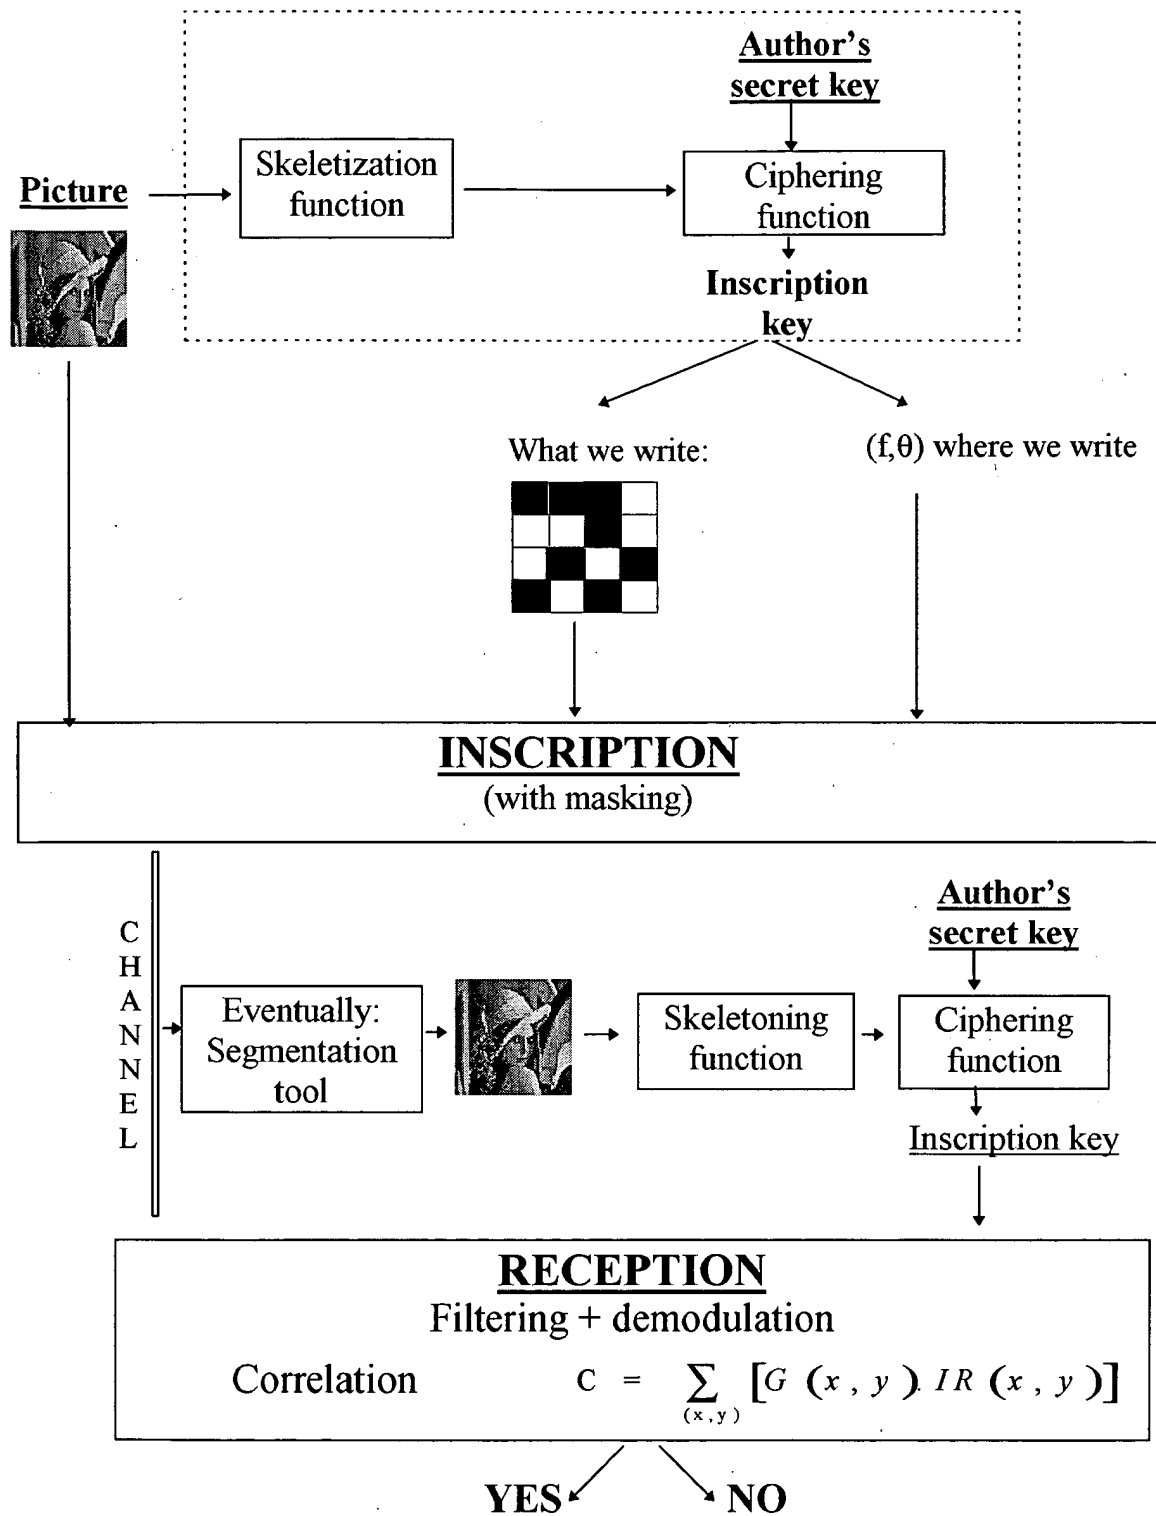 Author's
secret key
Skeletization
function
Ciphering
function
Picture
Inscription
key
What we write:
(f,θ) where we write
INSCRIPTION
(with masking)
CHANNEL
Author's
secret key
Eventually:
Segmentation
tool
Skeletoning
function
Ciphering
function
Inscription key
RECEPTION
Filtering + demodulation
Correlation C = ∑ [G (x , y). IR (x , y)]
(x,y)
YES NO